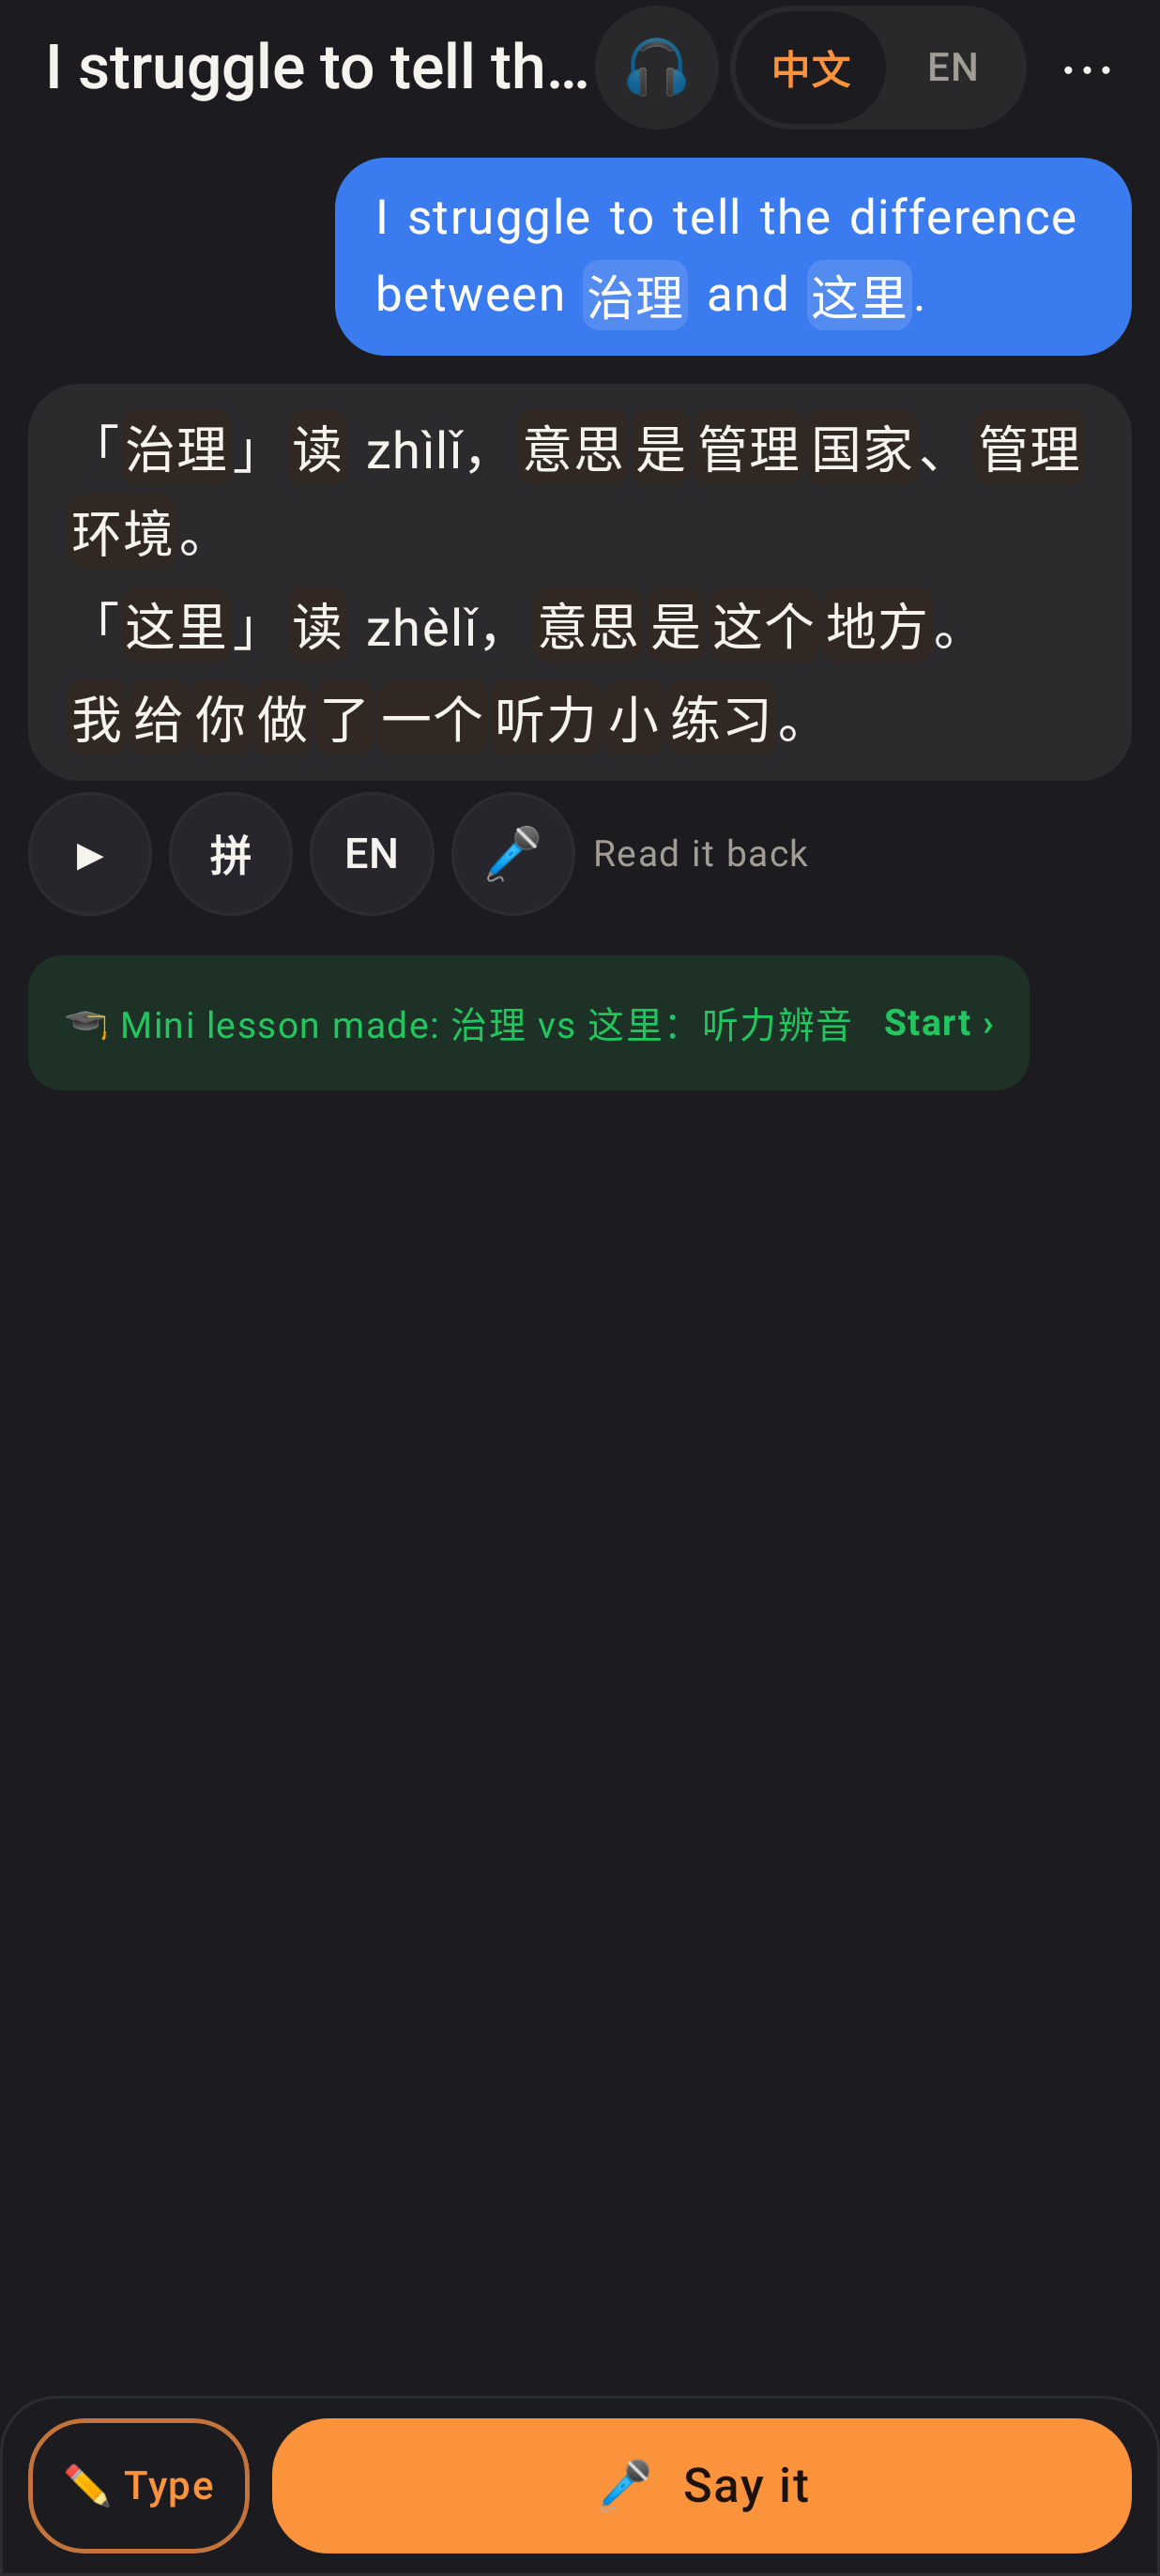 I struggle to tell th...
中文
EN
...
I struggle to tell the difference
between 治理 and 这里.
「治理」 读 zhìlǐ， 意思 是 管理 国家、 管理
环境。
「这里」 读 zhèlǐ， 意思 是 这个 地方。
我 给 你 做 了 一个 听力 小 练习。
拼
EN
Read it back
Mini lesson made: 治理 vs 这里：听力辨音
Start ›
Type
Say it